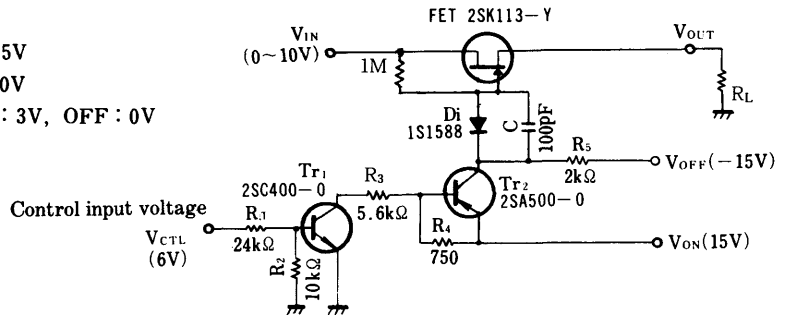 FET 2SK113-Y
VIN
(0~10V)
VOUT
5V
0V
: 3V, OFF : 0V
1M
RL
Di
1S1588
C
100pF
R5
2kΩ
VOFF(-15V)
Tr1
2SC400-0
R3
5.6kΩ
Tr2
2SA500-0
Control input voltage
VCTL
(6V)
R1
24kΩ
R2
10kΩ
R4
750
VON(15V)